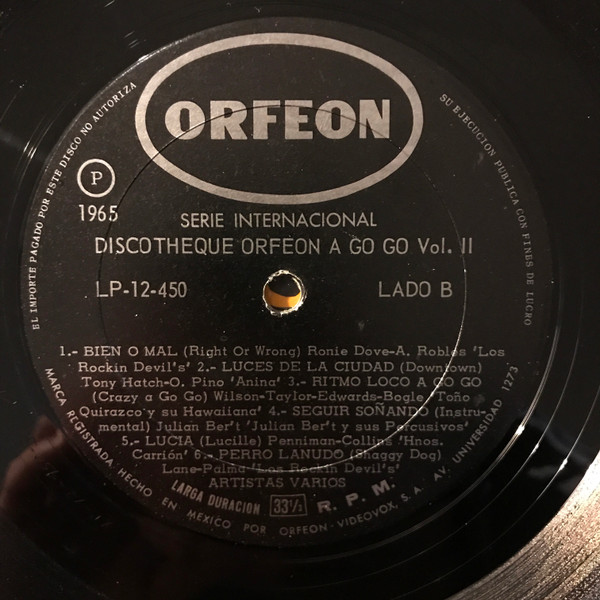 ORFEON
EL IMPORTE PAGADO POR ESTE DISCO NO AUTORIZA
SU EJECUCION PUBLICA CON FINES DE LUCRO
P
1965
SERIE INTERNACIONAL
DISCOTHEQUE ORFEON A GO GO Vol. II
LP-12-450
LADO B
1.- BIEN O MAL (Right Or Wrong) Ronie Dove-A. Robles 'Los
Rockin Devil's' 2.- LUCES DE LA CIUDAD (Downtown)
Tony Hatch-O. Pino 'Anina' 3.- RITMO LOCO A GO GO
(Crazy a Go Go) Wilson-Taylor-Edwards-Bogle 'Toño
Quirazco y su Hawaiiana' 4.- SEGUIR SOÑANDO (Instru-
mental) Julian Ber't 'Julian Ber't y sus Percusivos'
5.- LUCIA (Lucille) Penniman-Collins 'Hnos.
Carrión' 6.- PERRO LANUDO (Shaggy Dog)
Lane-Palma 'Los Rockin Devil's'
ARTISTAS VARIOS
LARGA DURACION 33⅓ R. P. M.
MARCA REGISTRADA HECHO EN MEXICO POR ORFEON-VIDEOVOX, S. A. AV. UNIVERSIDAD 1273